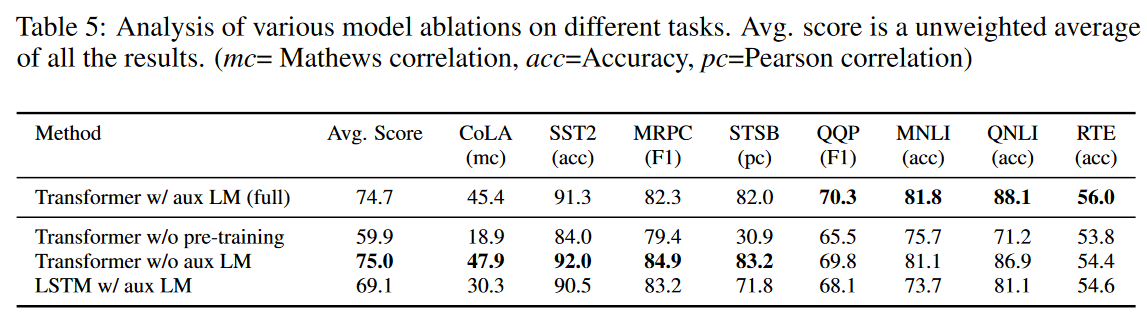 Table 5: Analysis of various model ablations on different tasks. Avg. score is a unweighted average
of all the results. (mc= Mathews correlation, acc=Accuracy, pc=Pearson correlation)
Method Avg. Score CoLA SST2 MRPC STSB QQP MNLI QNLI RTE
(mc) (acc) (F1) (pc) (F1) (acc) (acc) (acc)
Transformer w/ aux LM (full) 74.7 45.4 91.3 82.3 82.0 70.3 81.8 88.1 56.0
Transformer w/o pre-training 59.9 18.9 84.0 79.4 30.9 65.5 75.7 71.2 53.8
Transformer w/o aux LM 75.0 47.9 92.0 84.9 83.2 69.8 81.1 86.9 54.4
LSTM w/ aux LM 69.1 30.3 90.5 83.2 71.8 68.1 73.7 81.1 54.6